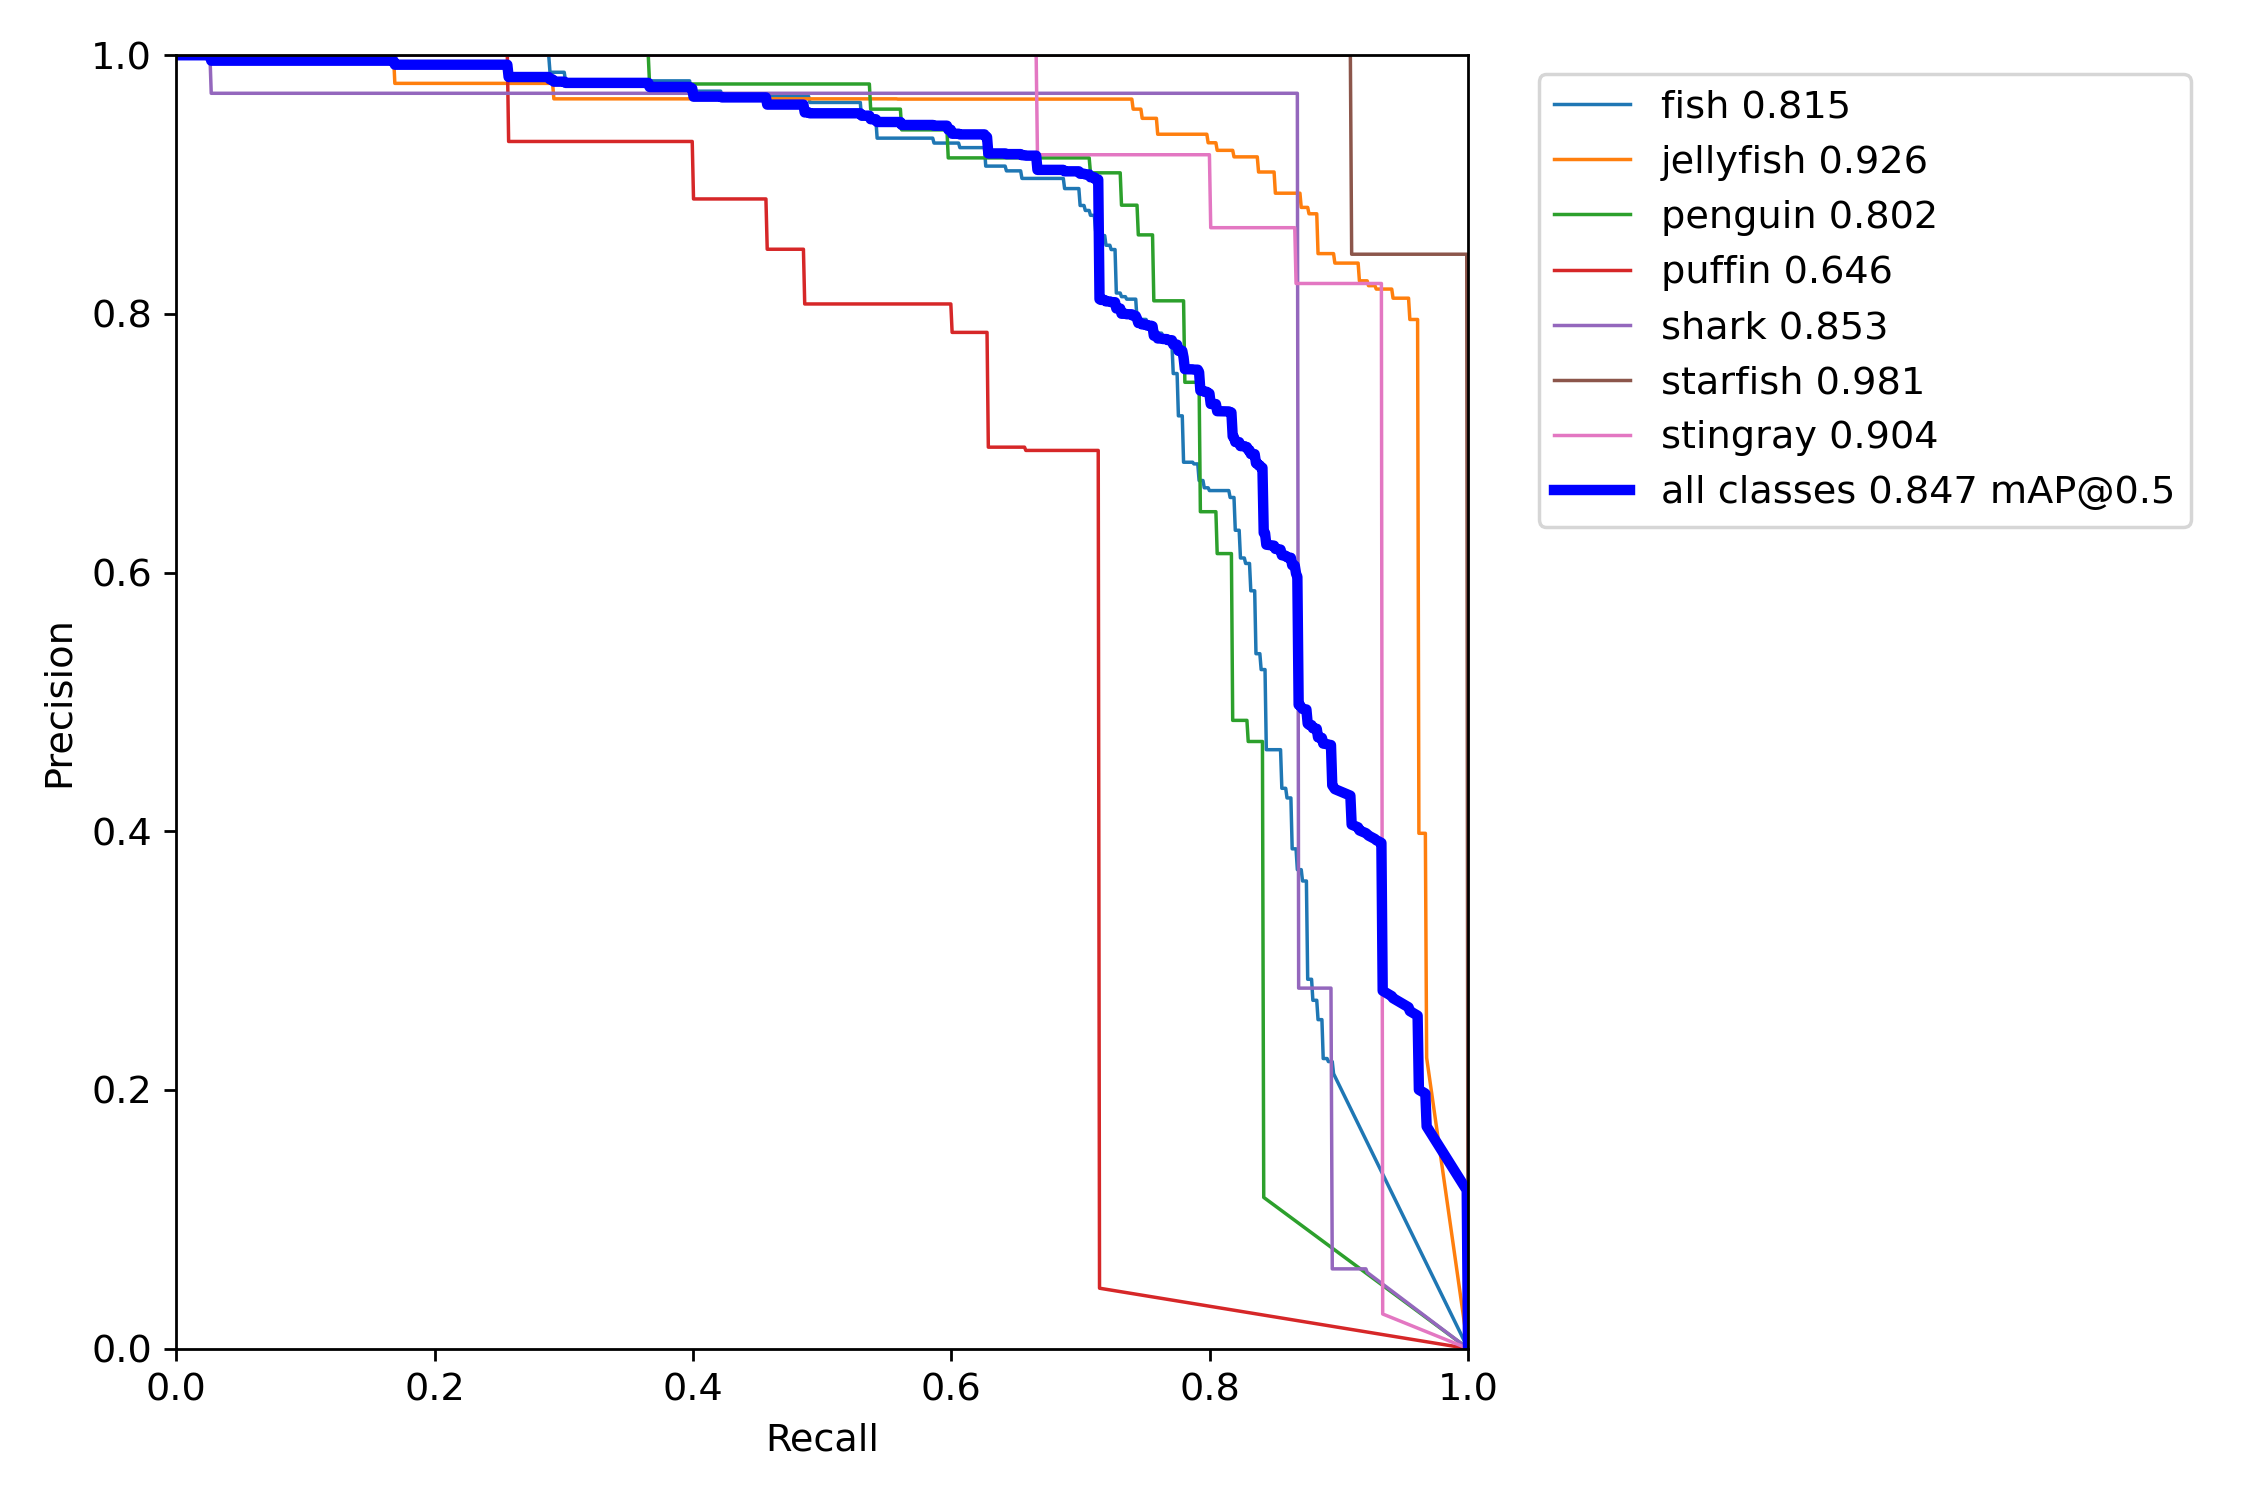 1.0
0.8
0.6
0.4
0.2
0.0
0.0 0.2 0.4 0.6 0.8 1.0
Precision
Recall
fish 0.815
jellyfish 0.926
penguin 0.802
puffin 0.646
shark 0.853
starfish 0.981
stingray 0.904
all classes 0.847 mAP@0.5